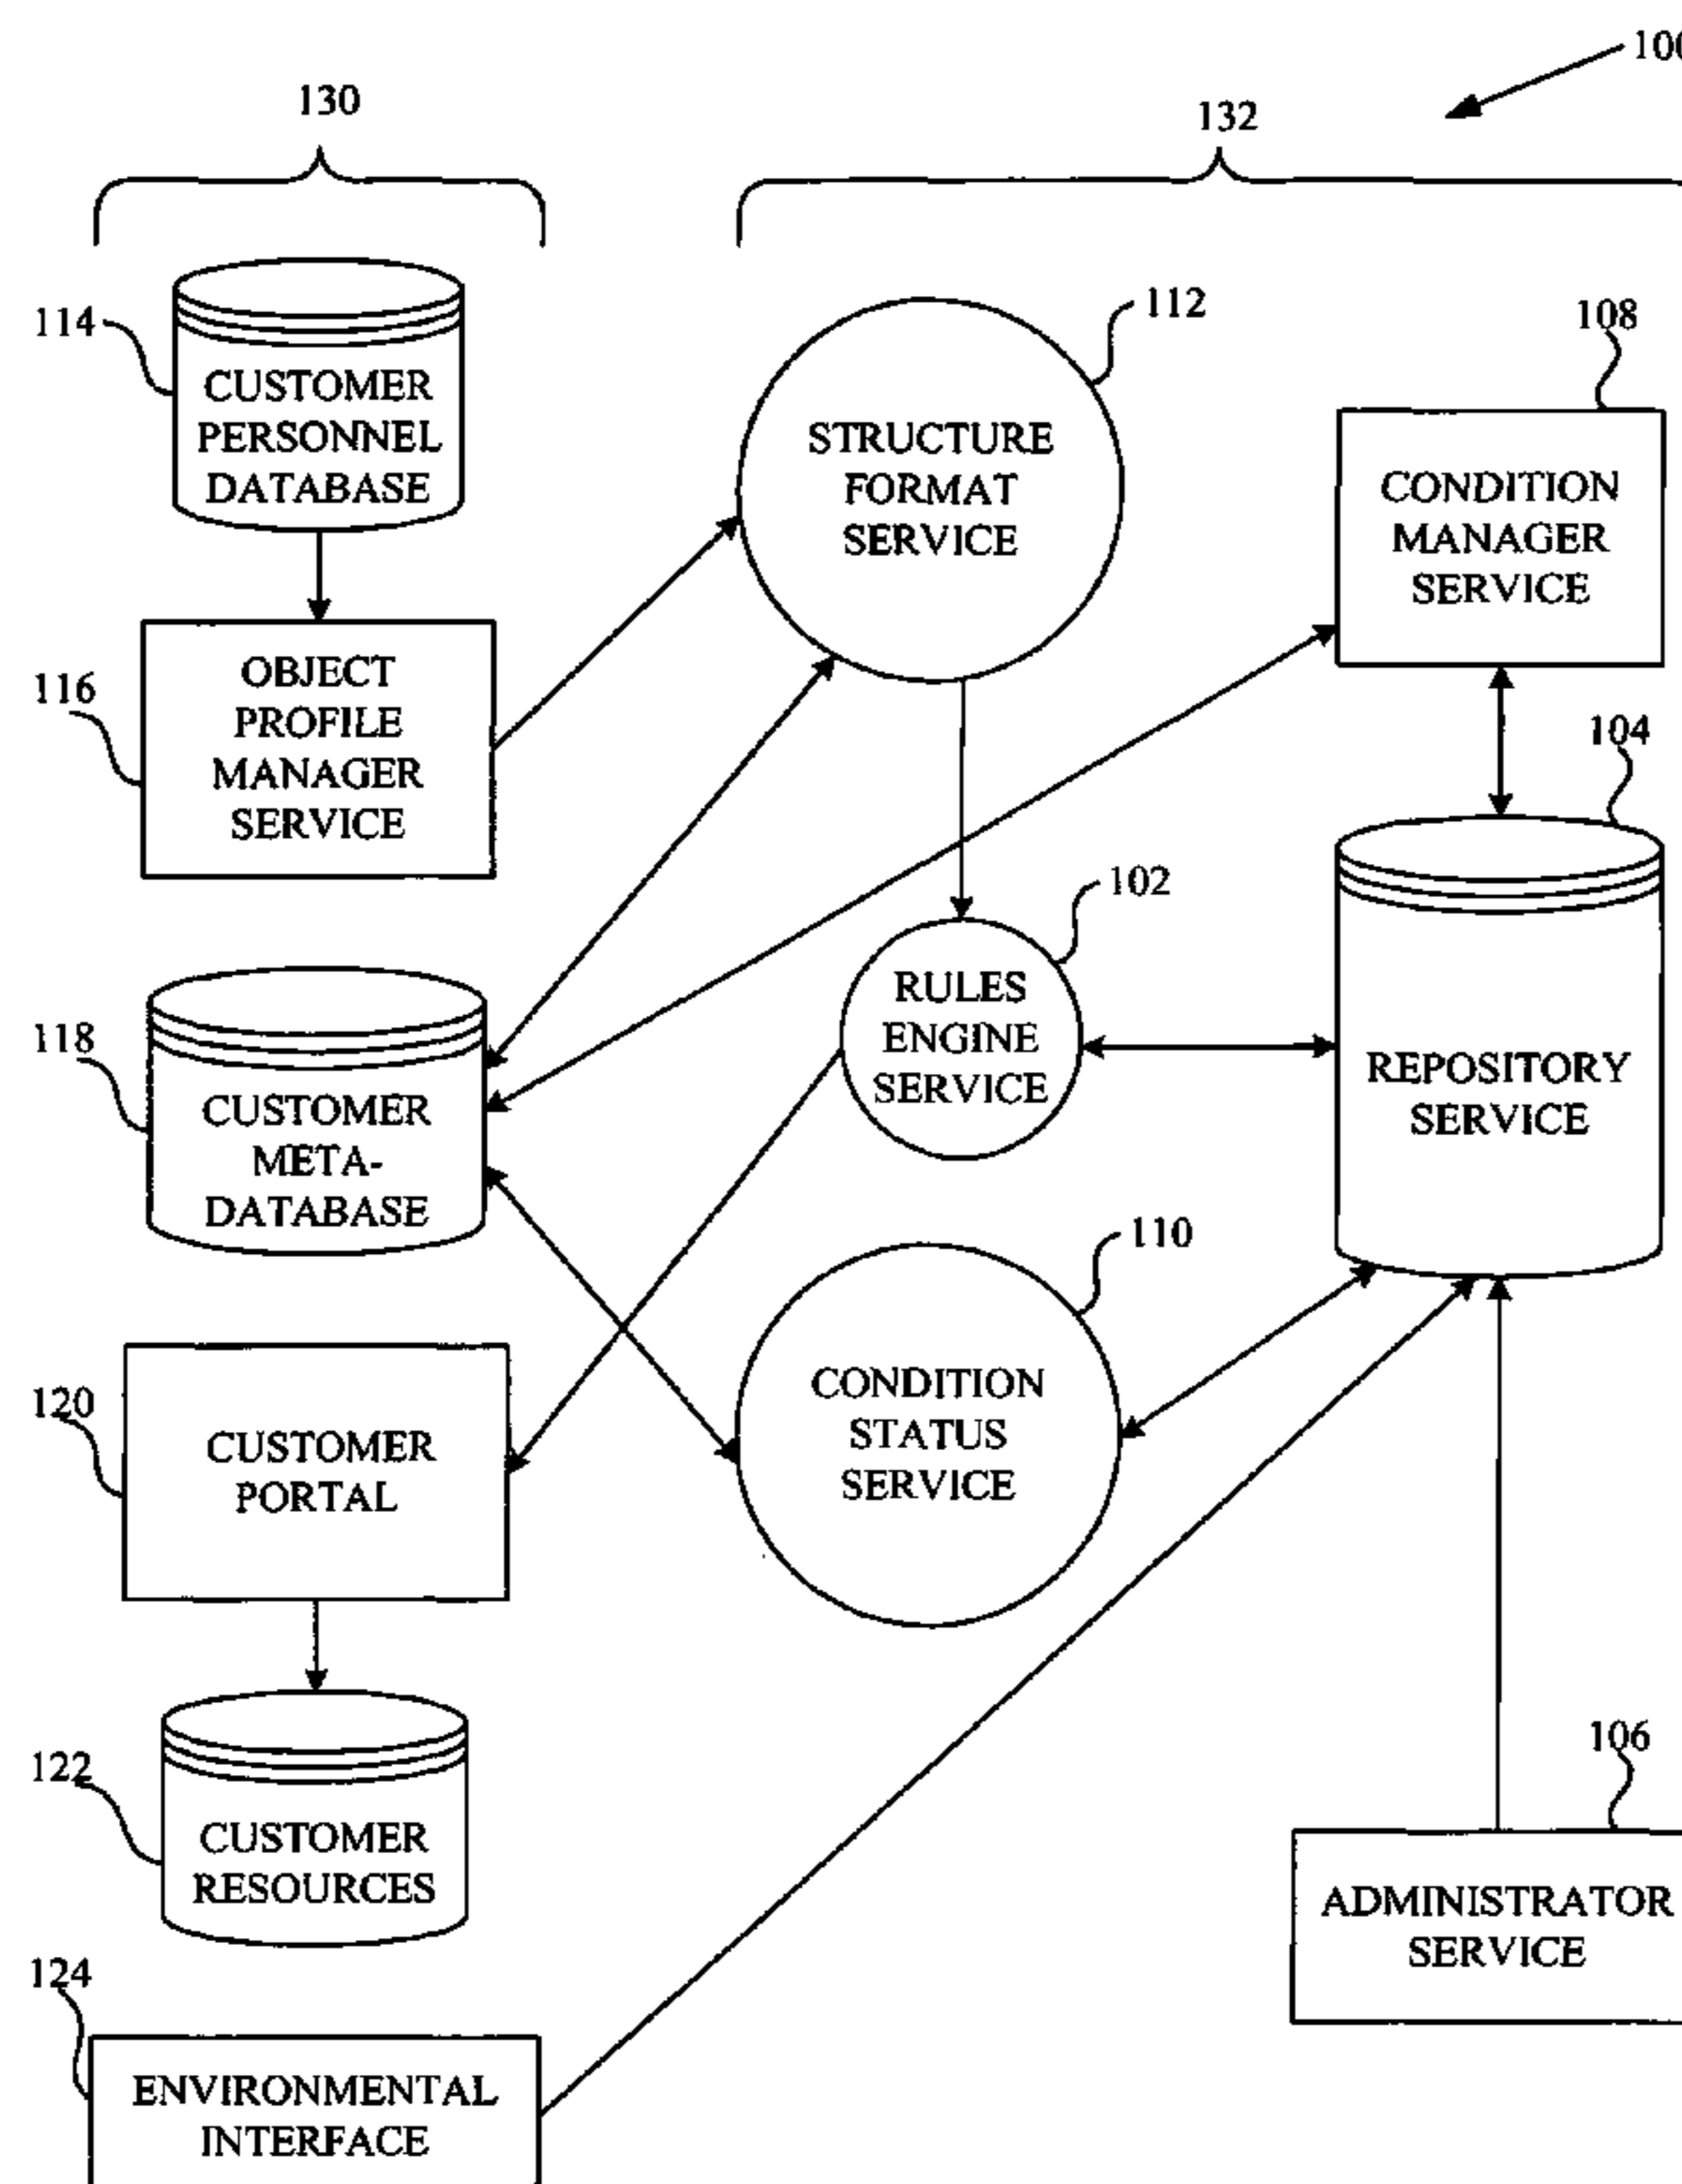 100
130
132
114
CUSTOMER
PERSONNEL
DATABASE
112
STRUCTURE
FORMAT
SERVICE
108
CONDITION
MANAGER
SERVICE
116
OBJECT
PROFILE
MANAGER
SERVICE
104
REPOSITORY
SERVICE
102
RULES
ENGINE
SERVICE
118
CUSTOMER
META-
DATABASE
110
CONDITION
STATUS
SERVICE
120
CUSTOMER
PORTAL
122
CUSTOMER
RESOURCES
106
ADMINISTRATOR
SERVICE
124
ENVIRONMENTAL
INTERFACE